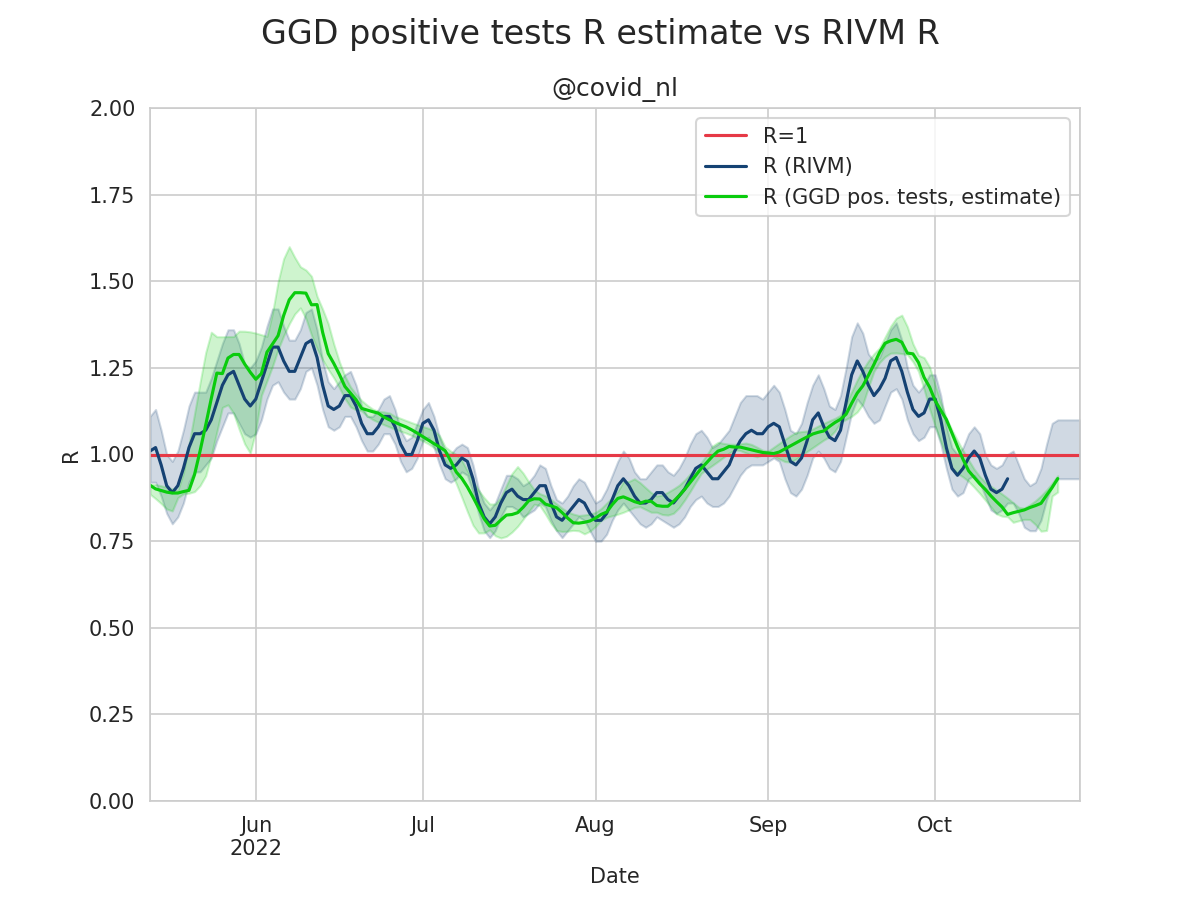 GGD positive tests R estimate vs RIVM R
@covid_nl
2.00
1.75
1.50
1.25
1.00
0.75
0.50
0.25
0.00
R
R=1
R (RIVM)
R (GGD pos. tests, estimate)
Jun Jul Aug Sep Oct
2022
Date